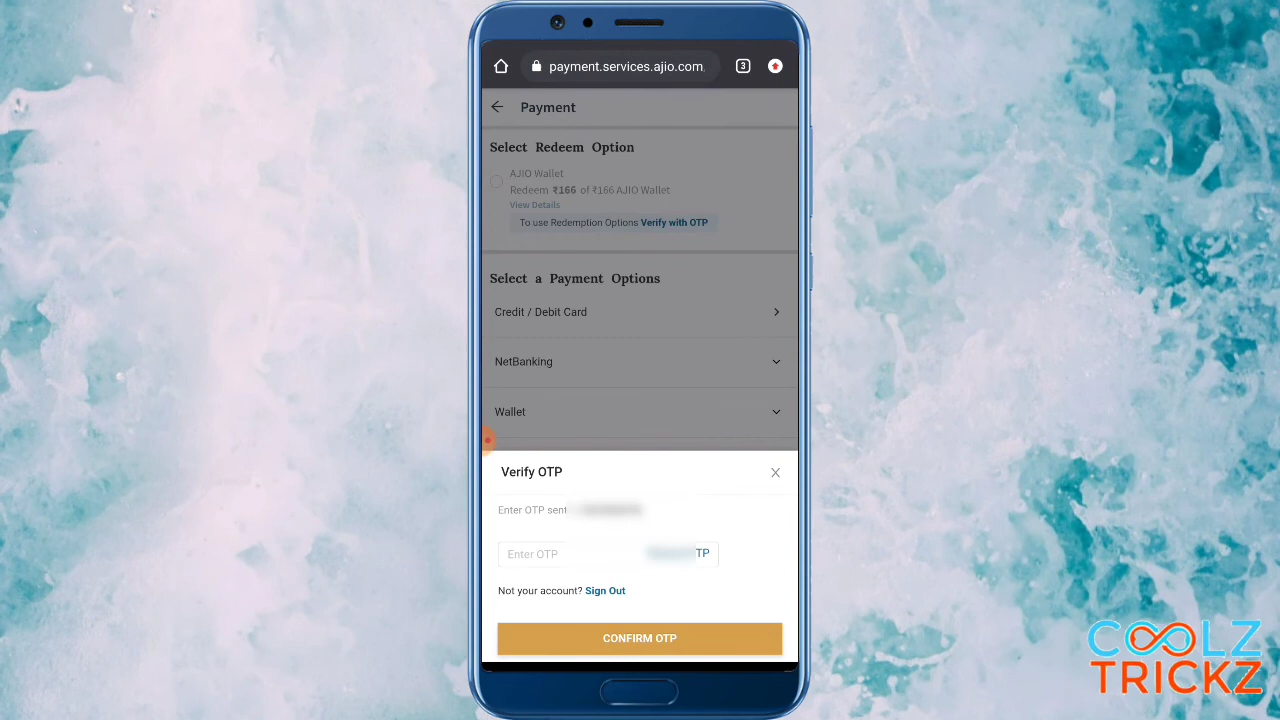 3
payment.services.ajio.com
Payment
Select Redeem Option
AJIO Wallet
Redeem ₹166 of ₹166 AJIO Wallet
View Details
To use Redemption Options Verify with OTP
Select a Payment Options
Credit / Debit Card
NetBanking
Wallet
Verify OTP
Enter OTP sent
Enter OTP TP
Not your account? Sign Out
CONFIRM OTP
COOLZ
TRICKZ